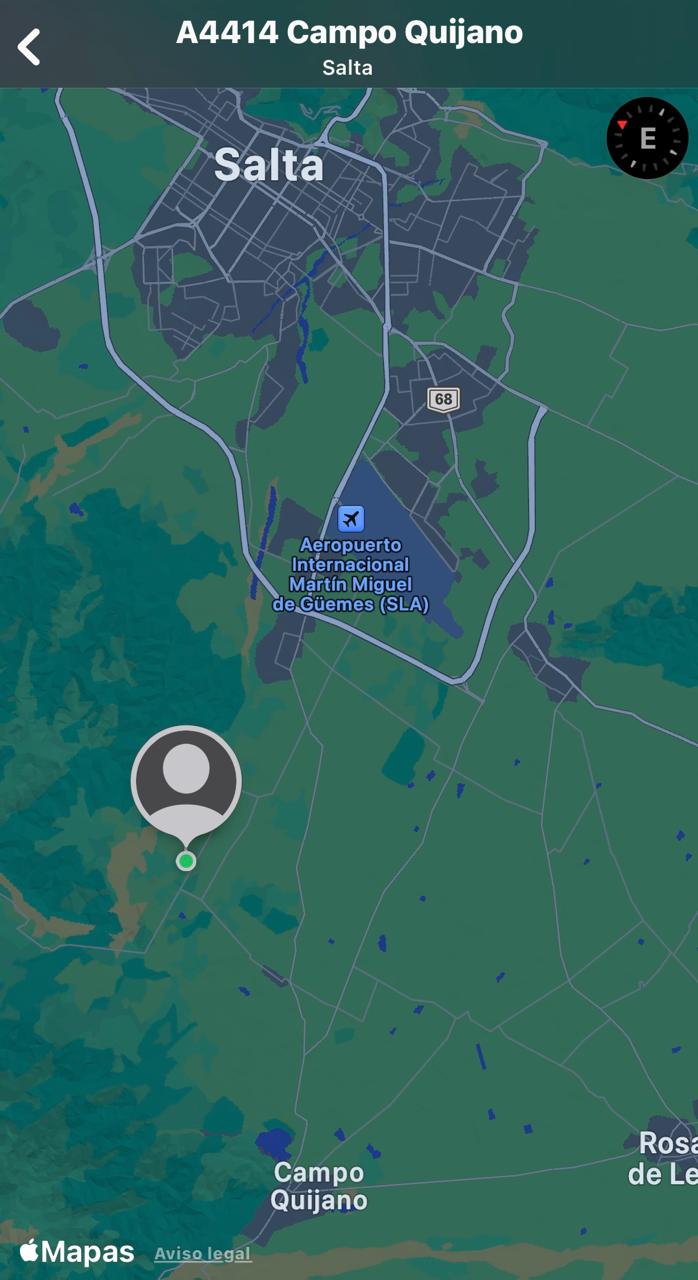 A4414 Campo Quijano
Salta
E
Salta
68
Aeropuerto
Internacional
Martín Miguel
de Güemes (SLA)
Campo
Quijano
Rosa
de Le
Mapas
Aviso legal